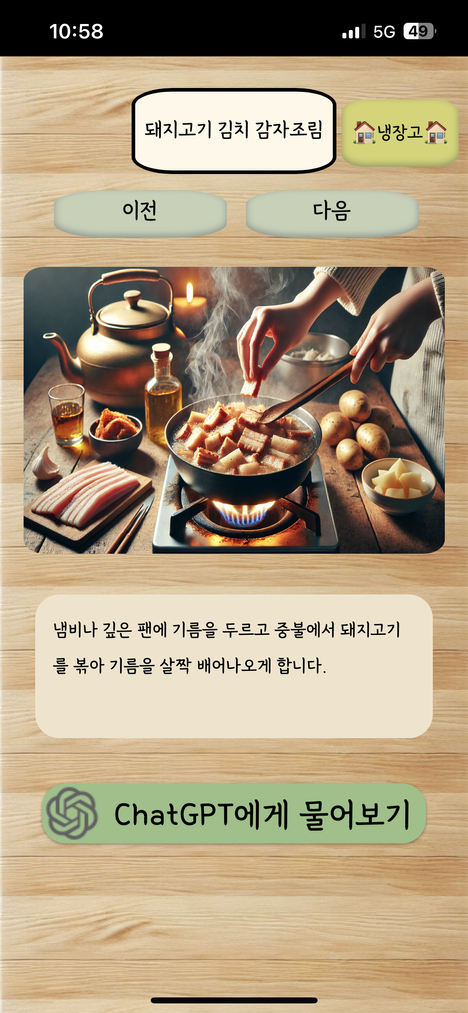 10:58
5G
49
돼지고기 김치 감자조림
냉장고
이전
다음
냄비나 깊은 팬에 기름을 두르고 중불에서 돼지고기
를 볶아 기름을 살짝 배어나오게 합니다.
ChatGPT에게 물어보기